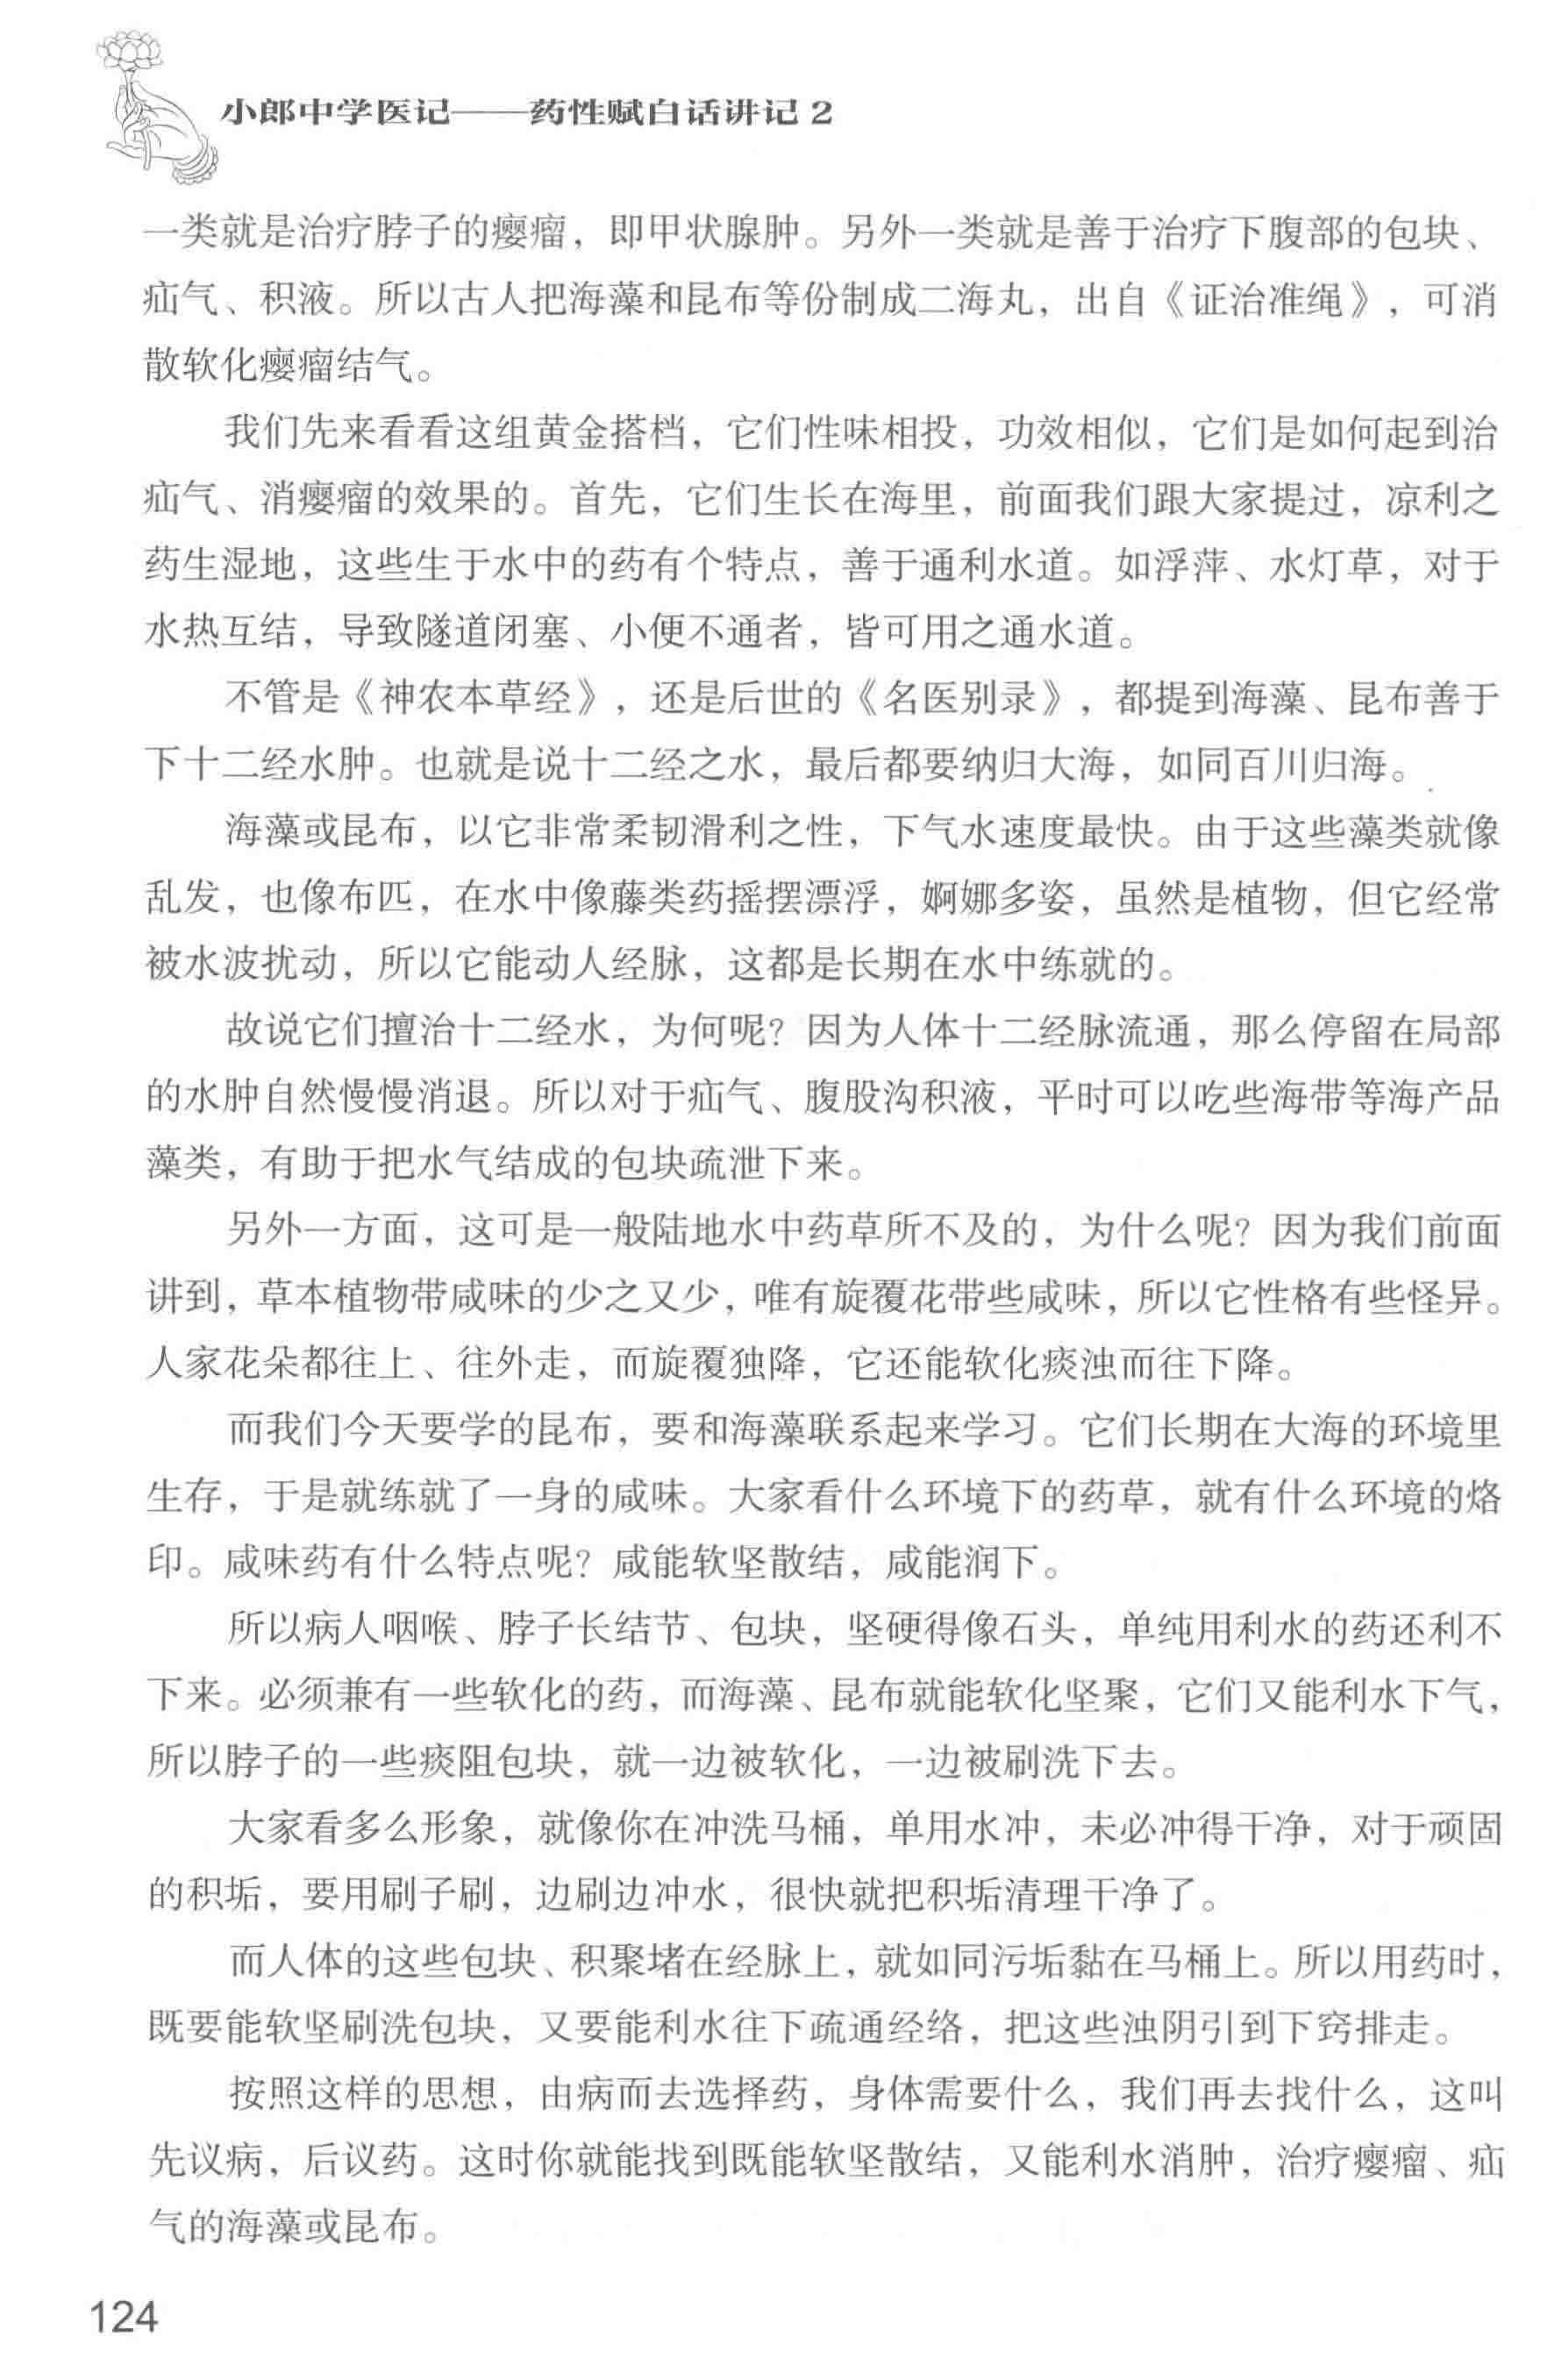 小郎中学医记——药性赋白话讲记2
一类就是治疗脖子的瘿瘤，即甲状腺肿。另外一类就是善于治疗下腹部的包块、
疝气、积液。所以古人把海藻和昆布等份制成二海丸，出自《证治准绳》，可消
散软化瘿瘤结气。
我们先来看看这组黄金搭档，它们性味相投，功效相似，它们是如何起到治
疝气、消瘿瘤的效果的。首先，它们生长在海里，前面我们跟大家提过，凉利之
药生湿地，这些生于水中的药有个特点，善于通利水道。如浮萍、水灯草，对于
水热互结，导致隧道闭塞、小便不通者，皆可用之通水道。
不管是《神农本草经》，还是后世的《名医别录》，都提到海藻、昆布善于
下十二经水肿。也就是说十二经之水，最后都要纳归大海，如同百川归海。
海藻或昆布，以它非常柔韧滑利之性，下气水速度最快。由于这些藻类就像
乱发，也像布匹，在水中像藤类药摇摆漂浮，婀娜多姿，虽然是植物，但它经常
被水波扰动，所以它能动人经脉，这都是长期在水中练就的。
故说它们擅治十二经水，为何呢？因为人体十二经脉流通，那么停留在局部
的水肿自然慢慢消退。所以对于疝气、腹股沟积液，平时可以吃些海带等海产品
藻类，有助于把水气结成的包块疏泄下来。
另外一方面，这可是一般陆地水中药草所不及的，为什么呢？因为我们前面
讲到，草本植物带咸味的少之又少，唯有旋覆花带些咸味，所以它性格有些怪异。
人家花朵都往上、往外走，而旋覆独降，它还能软化痰浊而往下降。
而我们今天要学的昆布，要和海藻联系起来学习。它们长期在大海的环境里
生存，于是就练就了一身的咸味。大家看什么环境下的药草，就有什么环境的烙
印。咸味药有什么特点呢？咸能软坚散结，咸能润下。
所以病人咽喉、脖子长结节、包块，坚硬得像石头，单纯用利水的药还利不
下来。必须兼有一些软化的药，而海藻、昆布就能软化坚聚，它们又能利水下气，
所以脖子的一些痰阻包块，就一边被软化，一边被刷洗下去。
大家看多么形象，就像你在冲洗马桶，单用水冲，未必冲得干净，对于顽固
的积垢，要用刷子刷，边刷边冲水，很快就把积垢清理干净了。
而人体的这些包块、积聚堵在经脉上，就如同污垢黏在马桶上。所以用药时，
既要能软坚刷洗包块，又要能利水往下疏通经络，把这些浊阴引到下窍排走。
按照这样的思想，由病而去选择药，身体需要什么，我们再去找什么，这叫
先议病，后议药。这时你就能找到既能软坚散结，又能利水消肿，治疗瘿瘤、疝
气的海藻或昆布。
124